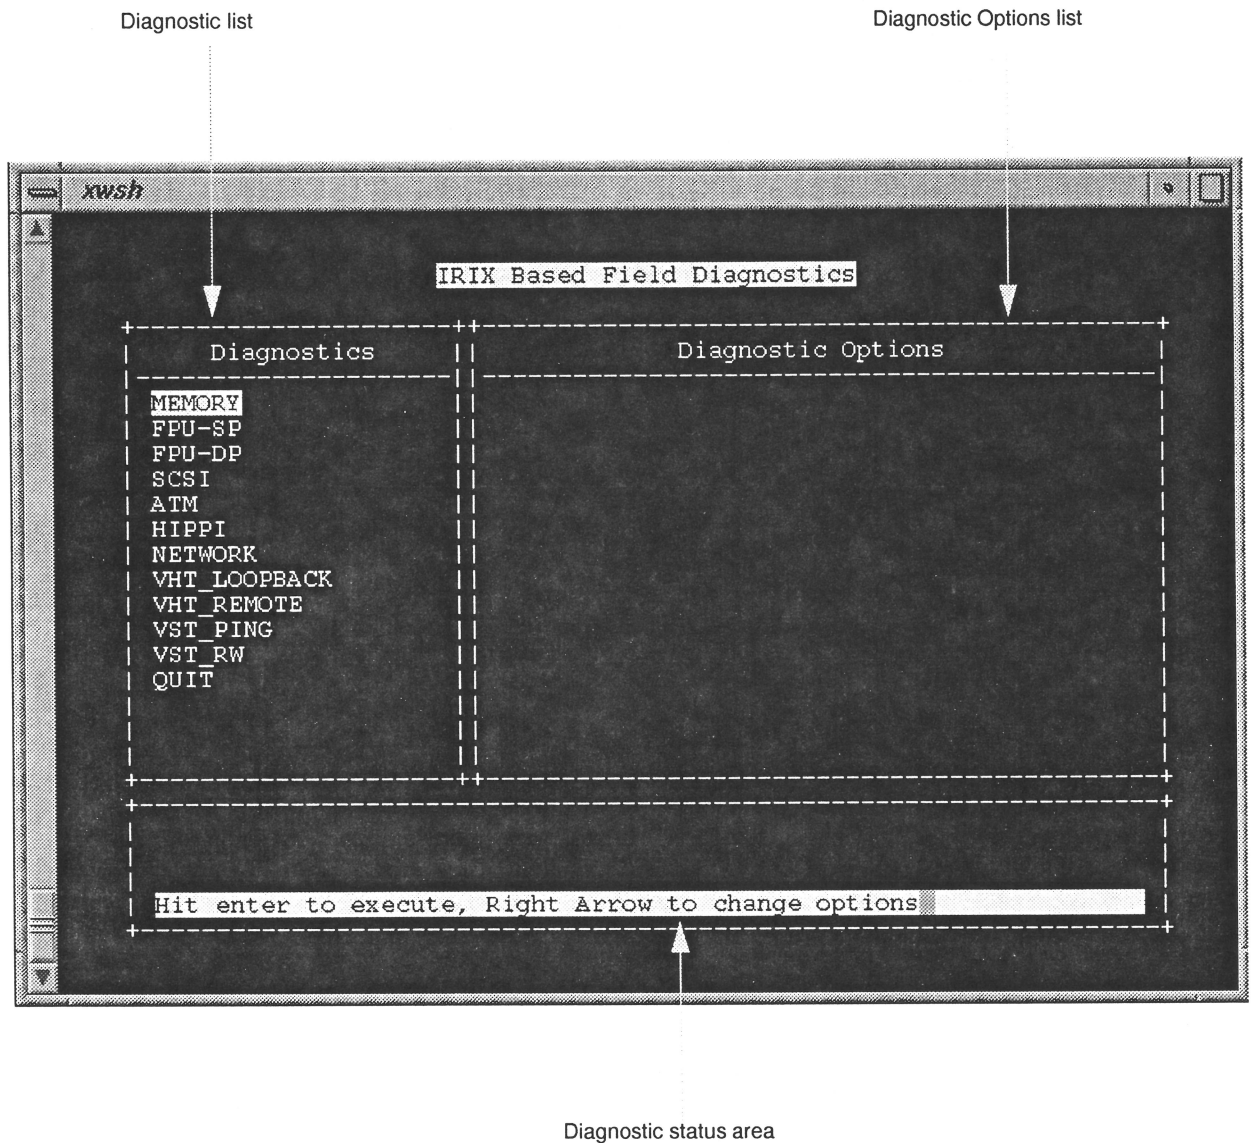 Diagnostic list
Diagnostic Options list
xwsh
IRIX Based Field Diagnostics
Diagnostics
Diagnostic Options
MEMORY
FPU-SP
FPU-DP
SCSI
ATM
HIPPI
NETWORK
VHT_LOOPBACK
VHT_REMOTE
VST_PING
VST_RW
QUIT
Hit enter to execute, Right Arrow to change options
Diagnostic status area